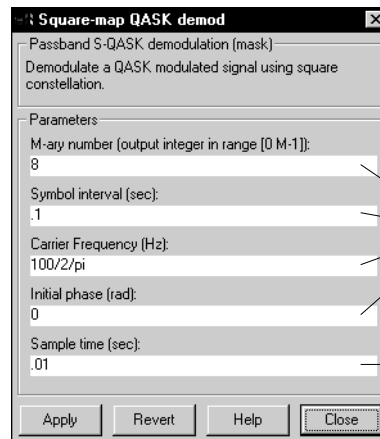 Square-map QASK demod
Passband S-QASK demodulation (mask)
Demodulate a QASK modulated signal using square
constellation.
Parameters
M-ary number (output integer in range [0 M-1]):
8
Symbol interval (sec):
.1
Carrier Frequency (Hz):
100/2/pi
Initial phase (rad):
0
Sample time (sec):
.01
Apply Revert Help Close